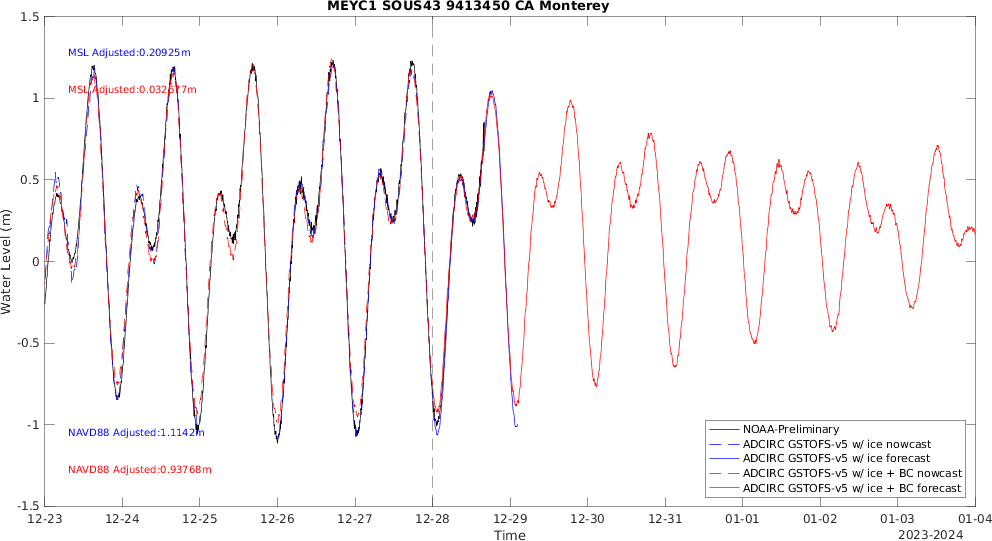 MEYC1 SOUS43 9413450 CA Monterey
1.5
1
0.5
0
-0.5
-1
-1.5
Water Level (m)
MSL Adjusted:0.20925m
MSL Adjusted:0.032677m
NAVD88 Adjusted:1.1142m
NAVD88 Adjusted:0.93768m
NOAA-Preliminary
ADCIRC GSTOFS-v5 w/ ice nowcast
ADCIRC GSTOFS-v5 w/ ice forecast
ADCIRC GSTOFS-v5 w/ ice + BC nowcast
ADCIRC GSTOFS-v5 w/ ice + BC forecast
12-23 12-24 12-25 12-26 12-27 12-28 12-29 12-30 12-31 01-01 01-02 01-03 01-04
Time
2023-2024